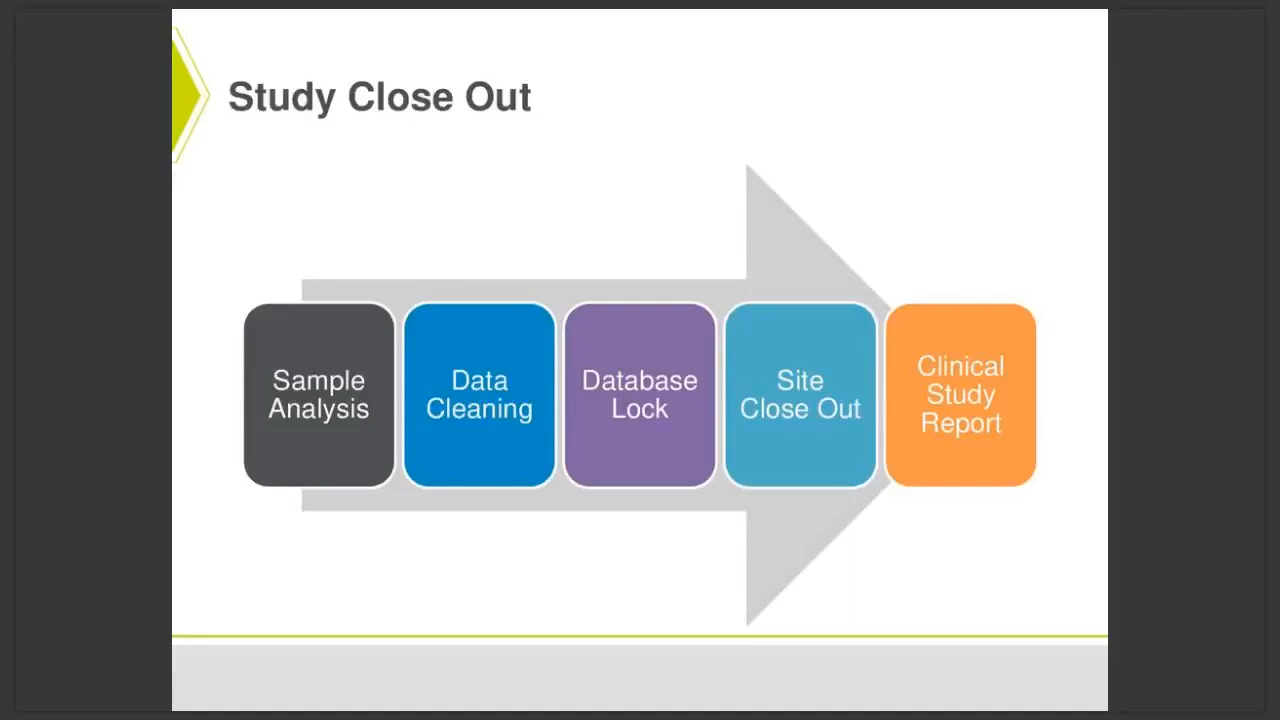 Study Close Out
Sample
Analysis
Data
Cleaning
Database
Lock
Site
Close Out
Clinical
Study
Report